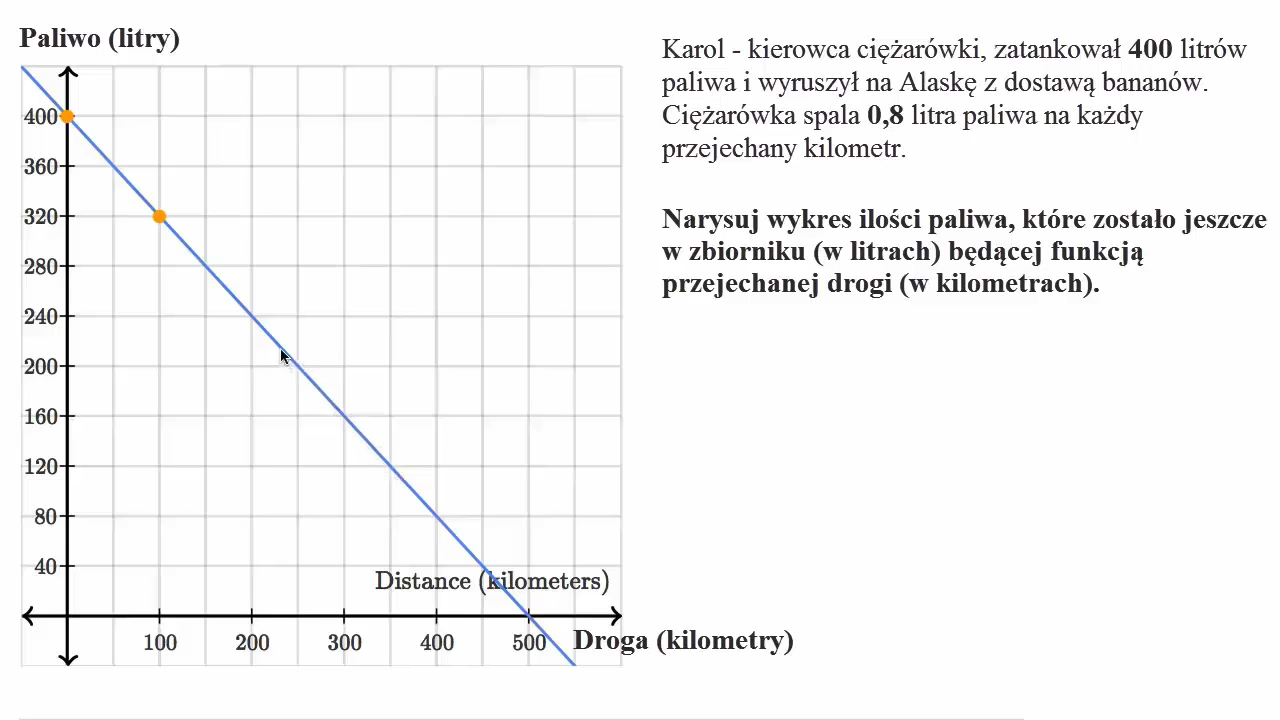 Paliwo (litry)
400
360
320
280
240
200
160
120
80
40
Distance (kilometers)
100 200 300 400 500
Droga (kilometry)
Karol - kierowca ciężarówki, zatankował 400 litrów
paliwa i wyruszył na Alaskę z dostawą bananów.
Ciężarówka spala 0,8 litra paliwa na każdy
przejechany kilometr.
Narysuj wykres ilości paliwa, które zostało jeszcze
w zbiorniku (w litrach) będącej funkcją
przejechanej drogi (w kilometrach).